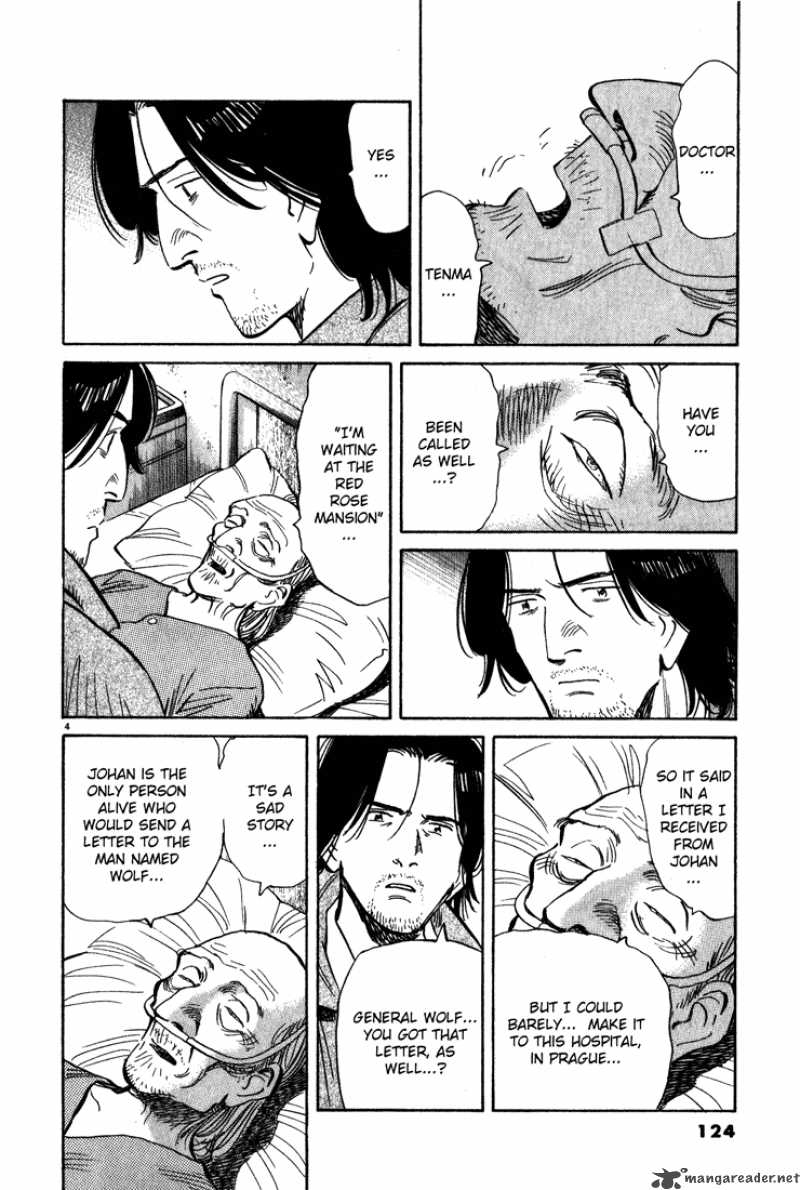 DOCTOR
...
TENMA
...
YES
...
HAVE
YOU
...
BEEN
CALLED
AS WELL
...?
"I'M
WAITING
AT THE
RED
ROSE
MANSION"
...
4
SO IT SAID
IN A
LETTER I
RECEIVED
FROM
JOHAN
...
BUT I COULD
BARELY... MAKE IT
TO THIS HOSPITAL,
IN PRAGUE...
GENERAL WOLF...
YOU GOT THAT
LETTER, AS
WELL...?
IT'S A
SAD
STORY
...
JOHAN IS THE
ONLY PERSON
ALIVE WHO
WOULD SEND A
LETTER TO THE
MAN NAMED
WOLF...
124
mangareader.net